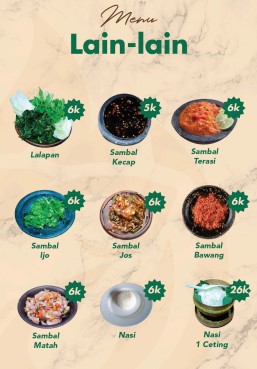 Menu
Lain-lain
6k
Lalapan
5k
Sambal
Kecap
6k
Sambal
Terasi
6k
Sambal
Ijo
6k
Sambal
Jos
6k
Sambal
Bawang
6k
Sambal
Matah
6k
Nasi
26k
Nasi
1 Ceting